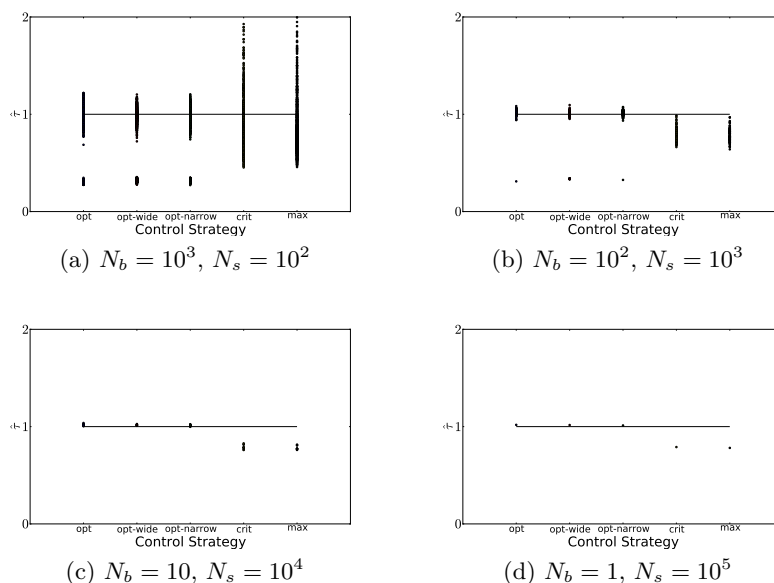 2
1
0
opt opt-wide opt-narrow crit max
Control Strategy
(a) N_b = 10^3, N_s = 10^2
2
1
0
opt opt-wide opt-narrow crit max
Control Strategy
(b) N_b = 10^2, N_s = 10^3
2
1
0
opt opt-wide opt-narrow crit max
Control Strategy
(c) N_b = 10, N_s = 10^4
2
1
0
opt opt-wide opt-narrow crit max
Control Strategy
(d) N_b = 1, N_s = 10^5